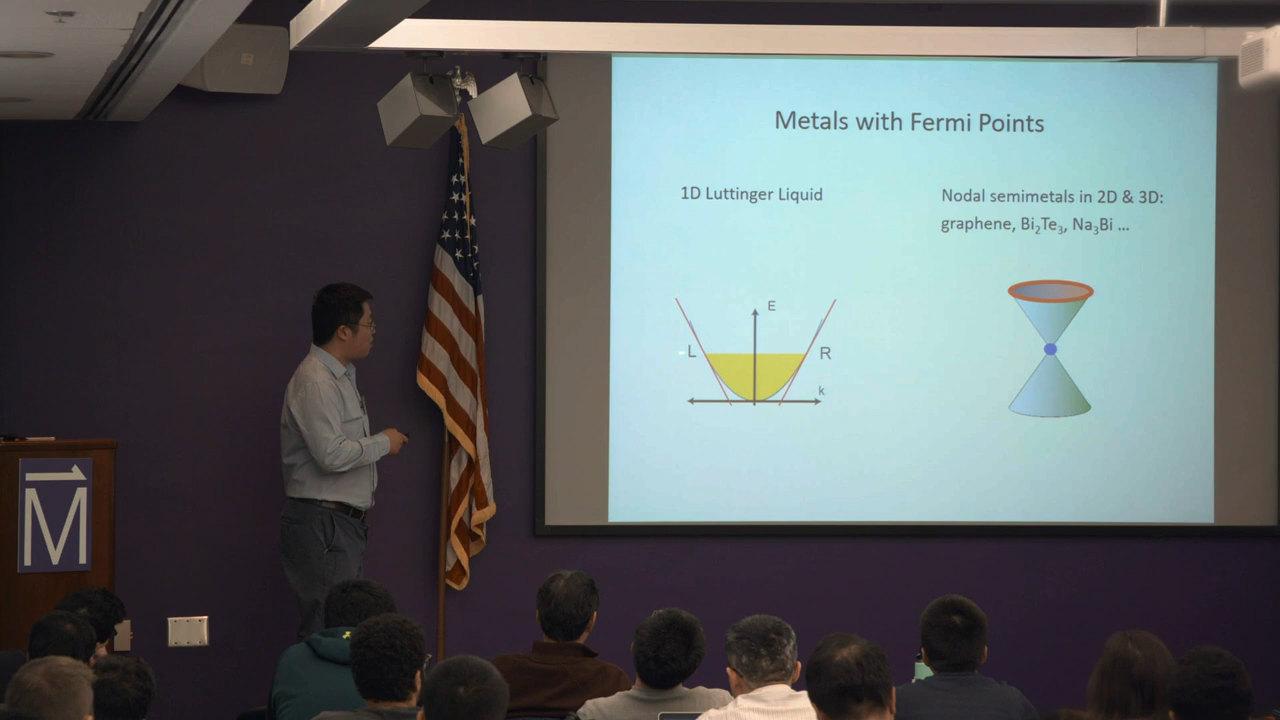 Metals with Fermi Points
1D Luttinger Liquid
Nodal semimetals in 2D & 3D:
graphene, Bi₂Te₃, Na₃Bi ...
E
L
R
k
M